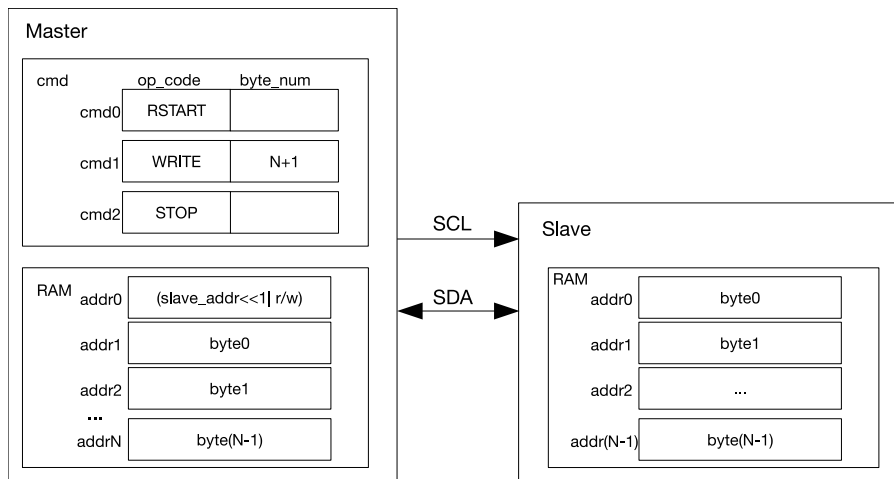 Master
cmd op_code byte_num
cmd0 RSTART
cmd1 WRITE N+1
cmd2 STOP
RAM
addr0 (slave_addr<<1| r/w)
addr1 byte0
addr2 byte1
...
addrN byte(N-1)
SCL
SDA
Slave
RAM
addr0 byte0
addr1 byte1
addr2 ...
addr(N-1) byte(N-1)